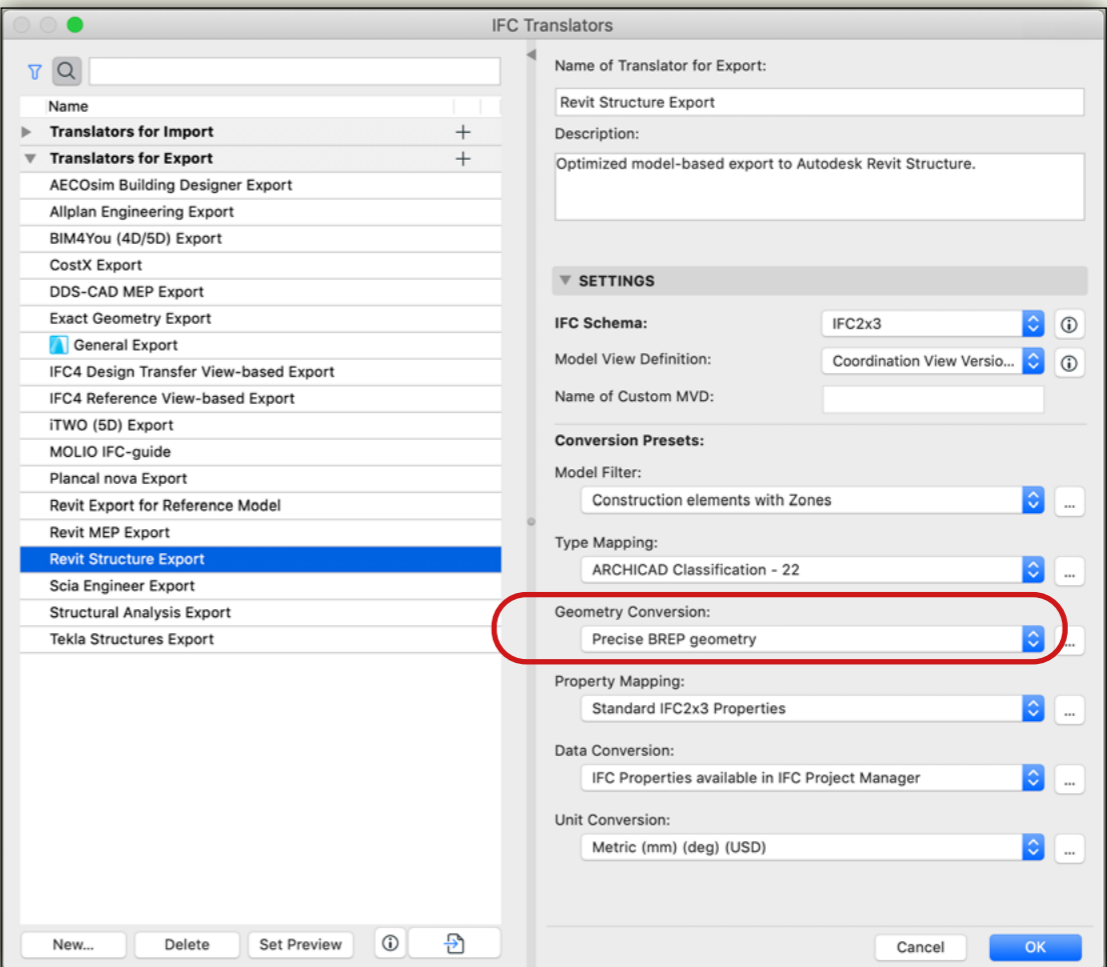 IFC Translators
Name
Translators for Import
Translators for Export
AECOsim Building Designer Export
Allplan Engineering Export
BIM4You (4D/5D) Export
CostX Export
DDS-CAD MEP Export
Exact Geometry Export
General Export
IFC4 Design Transfer View-based Export
IFC4 Reference View-based Export
iTWO (5D) Export
MOLIO IFC-guide
Plancal nova Export
Revit Export for Reference Model
Revit MEP Export
Revit Structure Export
Scia Engineer Export
Structural Analysis Export
Tekla Structures Export
New...
Delete
Set Preview
Name of Translator for Export:
Revit Structure Export
Description:
Optimized model-based export to Autodesk Revit Structure.
SETTINGS
IFC Schema:
IFC2x3
Model View Definition:
Coordination View Versio...
Name of Custom MVD:
Conversion Presets:
Model Filter:
Construction elements with Zones
...
Type Mapping:
ARCHICAD Classification - 22
...
Geometry Conversion:
Precise BREP geometry
...
Property Mapping:
Standard IFC2x3 Properties
...
Data Conversion:
IFC Properties available in IFC Project Manager
...
Unit Conversion:
Metric (mm) (deg) (USD)
...
Cancel
OK